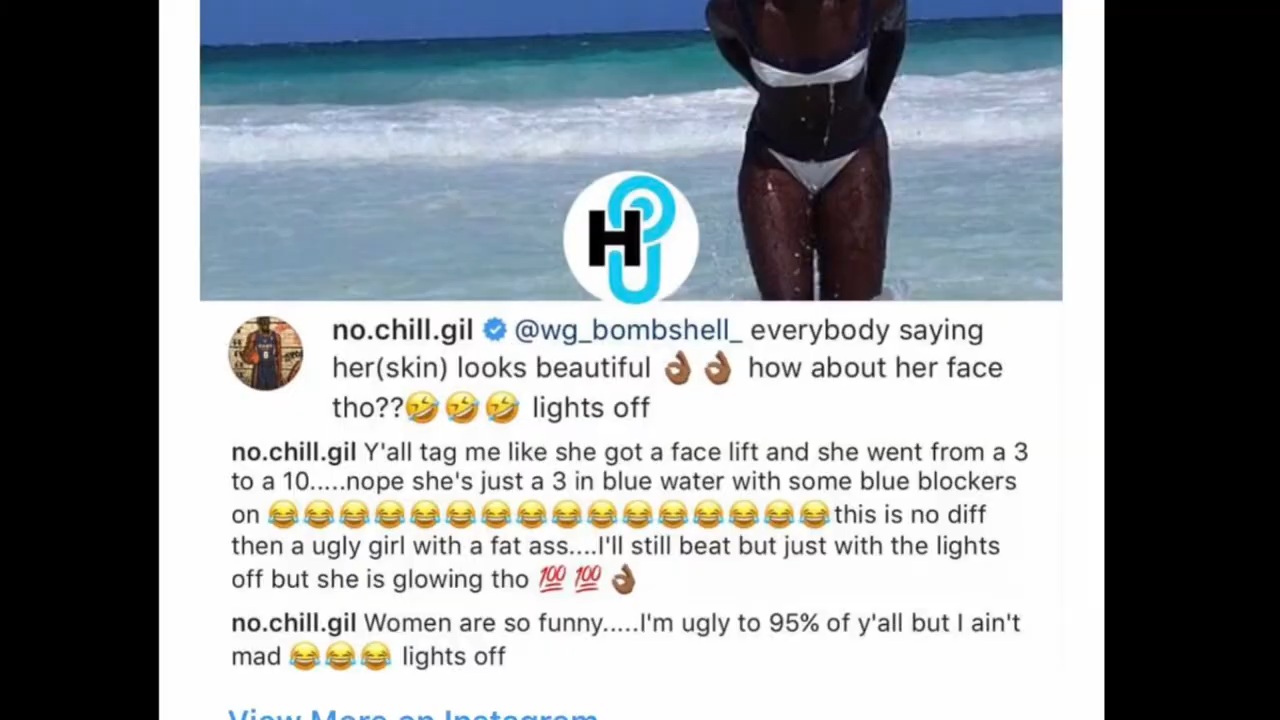 H
no.chill.gil @wg_bombshell_ everybody saying
her(skin) looks beautiful 👌🏾👌🏾 how about her face
tho??🤣🤣🤣 lights off
no.chill.gil Y'all tag me like she got a face lift and she went from a 3
to a 10.....nope she's just a 3 in blue water with some blue blockers
on 😂😂😂😂😂😂😂😂😂😂😂😂😂😂😂😂this is no diff
then a ugly girl with a fat ass....I'll still beat but just with the lights
off but she is glowing tho 💯💯👌🏾
no.chill.gil Women are so funny.....I'm ugly to 95% of y'all but I ain't
mad 😂😂😂 lights off
View More on Instagram